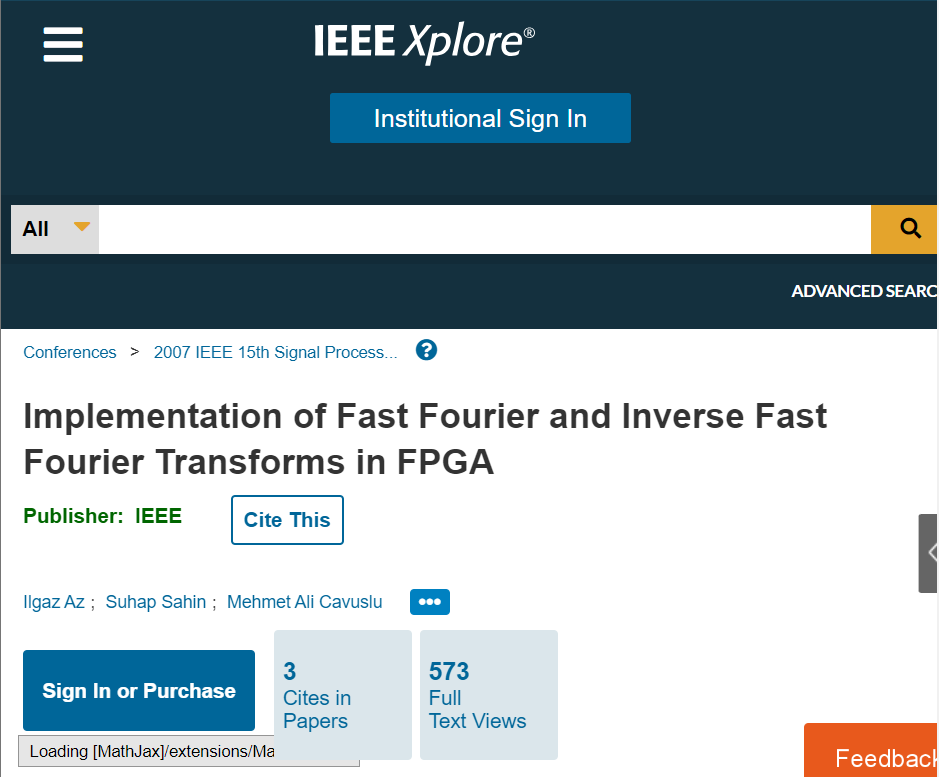 IEEE Xplore®
Institutional Sign In
All
ADVANCED SEARC
Conferences > 2007 IEEE 15th Signal Process... ?
Implementation of Fast Fourier and Inverse Fast
Fourier Transforms in FPGA
Publisher: IEEE
Cite This
Ilgaz Az ; Suhap Sahin ; Mehmet Ali Cavuslu
Sign In or Purchase
3
Cites in
Papers
573
Full
Text Views
Loading [MathJax]/extensions/Ma
Feedback